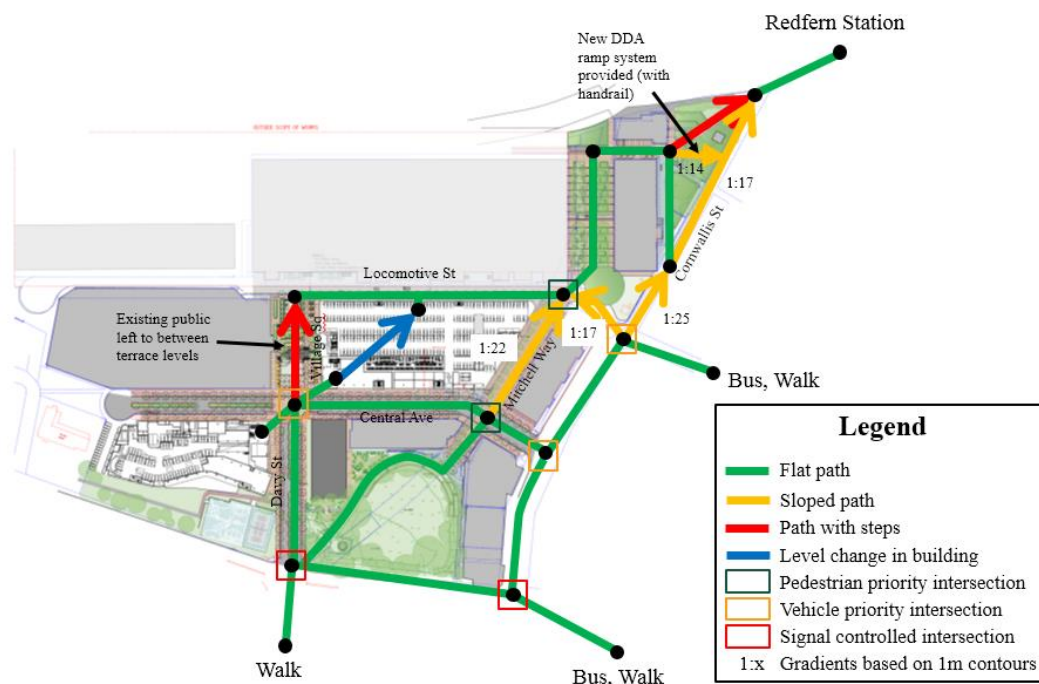 Redfern Station
New DDA
ramp system
provided (with
handrail)
1:14
1:17
Cornwallis St
Locomotive St
Existing public
left to between
terrace levels
Village Sq
1:22
1:17
1:25
Mitchell Way
Bus, Walk
Central Ave
Davy St
Walk
Bus, Walk
Legend
Flat path
Sloped path
Path with steps
Level change in building
Pedestrian priority intersection
Vehicle priority intersection
Signal controlled intersection
1:x Gradients based on 1m contours